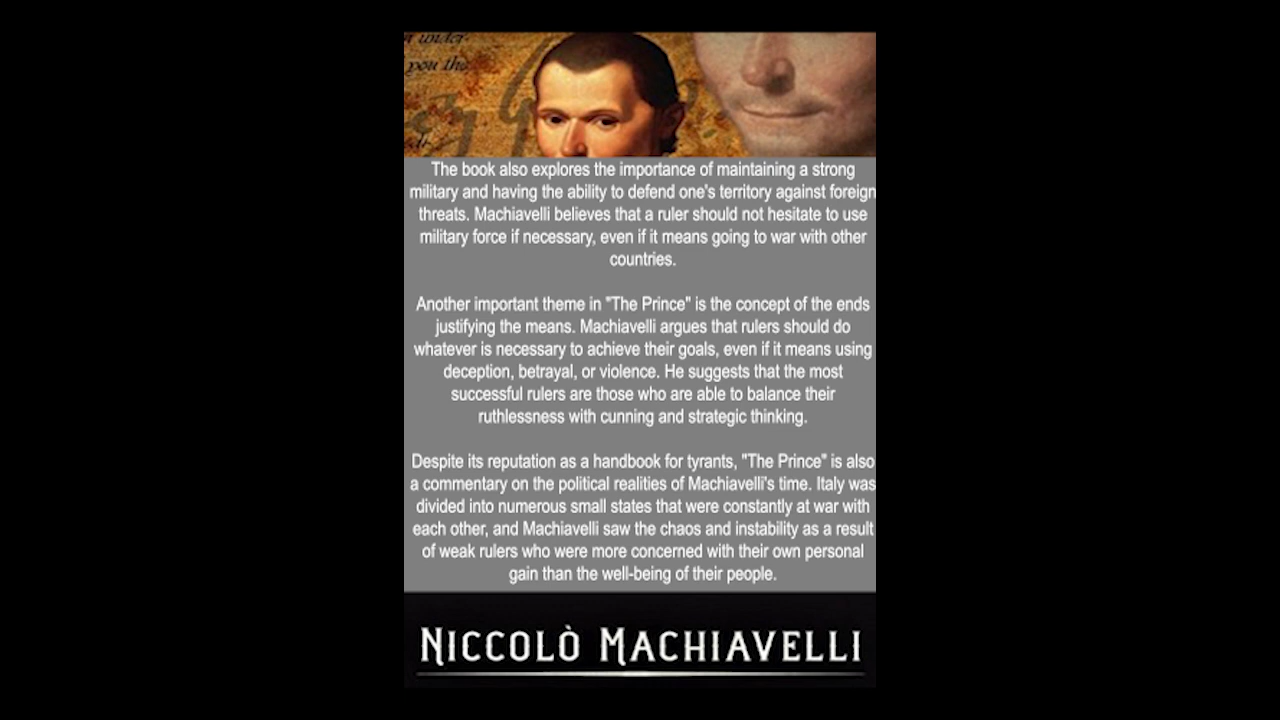 r under-
you the
The book also explores the importance of maintaining a strong
military and having the ability to defend one's territory against foreign
threats. Machiavelli believes that a ruler should not hesitate to use
military force if necessary, even if it means going to war with other
countries.
Another important theme in "The Prince" is the concept of the ends
justifying the means. Machiavelli argues that rulers should do
whatever is necessary to achieve their goals, even if it means using
deception, betrayal, or violence. He suggests that the most
successful rulers are those who are able to balance their
ruthlessness with cunning and strategic thinking.
Despite its reputation as a handbook for tyrants, "The Prince" is also
a commentary on the political realities of Machiavelli's time. Italy was
divided into numerous small states that were constantly at war with
each other, and Machiavelli saw the chaos and instability as a result
of weak rulers who were more concerned with their own personal
gain than the well-being of their people.
NICCOLÒ MACHIAVELLI